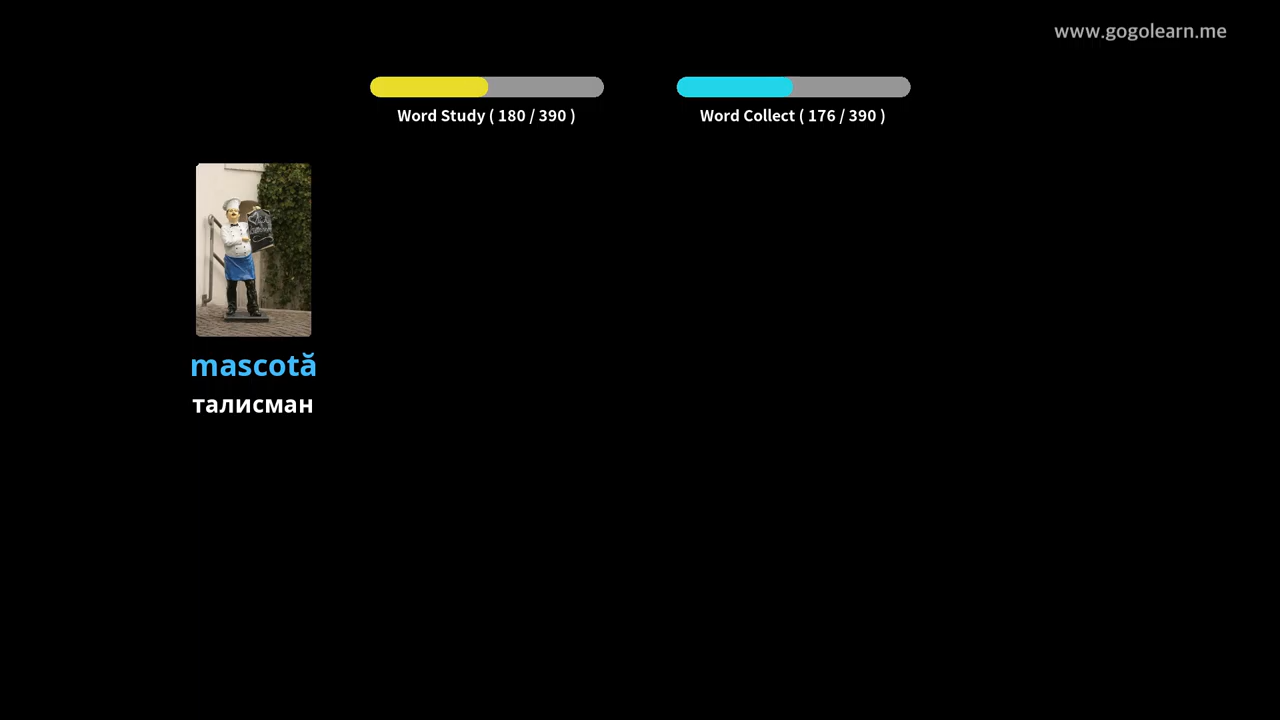 www.gogolearn.me
Word Study ( 180 / 390 )
Word Collect ( 176 / 390 )
mascotă
талисман